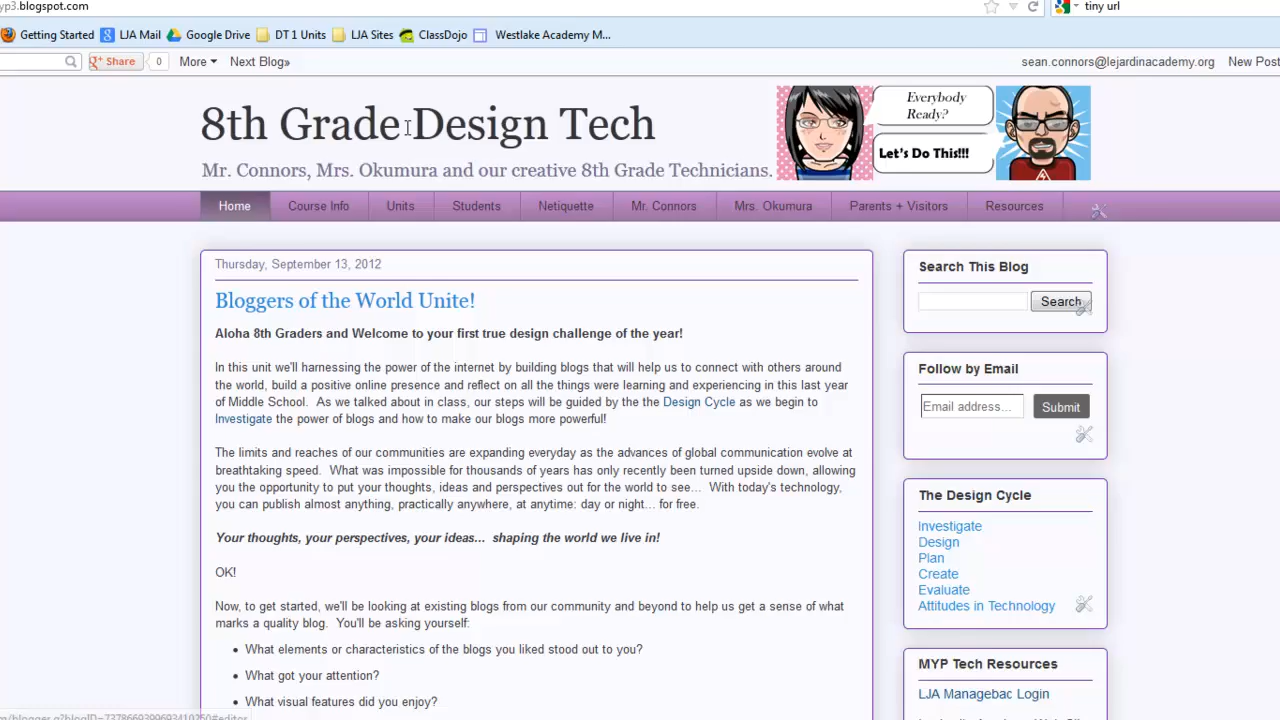 yp3.blogspot.com
tiny url
Getting Started LJA Mail Google Drive DT 1 Units LJA Sites ClassDojo Westlake Academy M...
Share 0 More Next Blog» sean.connors@lejardinacademy.org New Post
8th Grade Design Tech
Mr. Connors, Mrs. Okumura and our creative 8th Grade Technicians.
Everybody
Ready?
Let's Do This!!!
Home Course Info Units Students Netiquette Mr. Connors Mrs. Okumura Parents + Visitors Resources
Thursday, September 13, 2012
Bloggers of the World Unite!
Aloha 8th Graders and Welcome to your first true design challenge of the year!
In this unit we'll harnessing the power of the internet by building blogs that will help us to connect with others around
the world, build a positive online presence and reflect on all the things were learning and experiencing in this last year
of Middle School. As we talked about in class, our steps will be guided by the the Design Cycle as we begin to
Investigate the power of blogs and how to make our blogs more powerful!
The limits and reaches of our communities are expanding everyday as the advances of global communication evolve at
breathtaking speed. What was impossible for thousands of years has only recently been turned upside down, allowing
you the opportunity to put your thoughts, ideas and perspectives out for the world to see... With today's technology,
you can publish almost anything, practically anywhere, at anytime: day or night... for free.
Your thoughts, your perspectives, your ideas... shaping the world we live in!
OK!
Now, to get started, we'll be looking at existing blogs from our community and beyond to help us get a sense of what
marks a quality blog. You'll be asking yourself:
• What elements or characteristics of the blogs you liked stood out to you?
• What got your attention?
• What visual features did you enjoy?
Search This Blog
Search
Follow by Email
Email address... Submit
The Design Cycle
Investigate
Design
Plan
Create
Evaluate
Attitudes in Technology
MYP Tech Resources
LJA Managebac Login